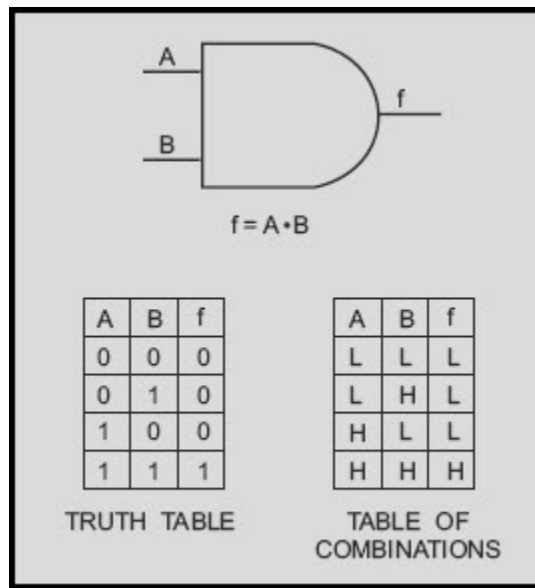 A
f
B
f = A•B
A B f
0 0 0
0 1 0
1 0 0
1 1 1
TRUTH TABLE
A B f
L L L
L H L
H L L
H H H
TABLE OF
COMBINATIONS